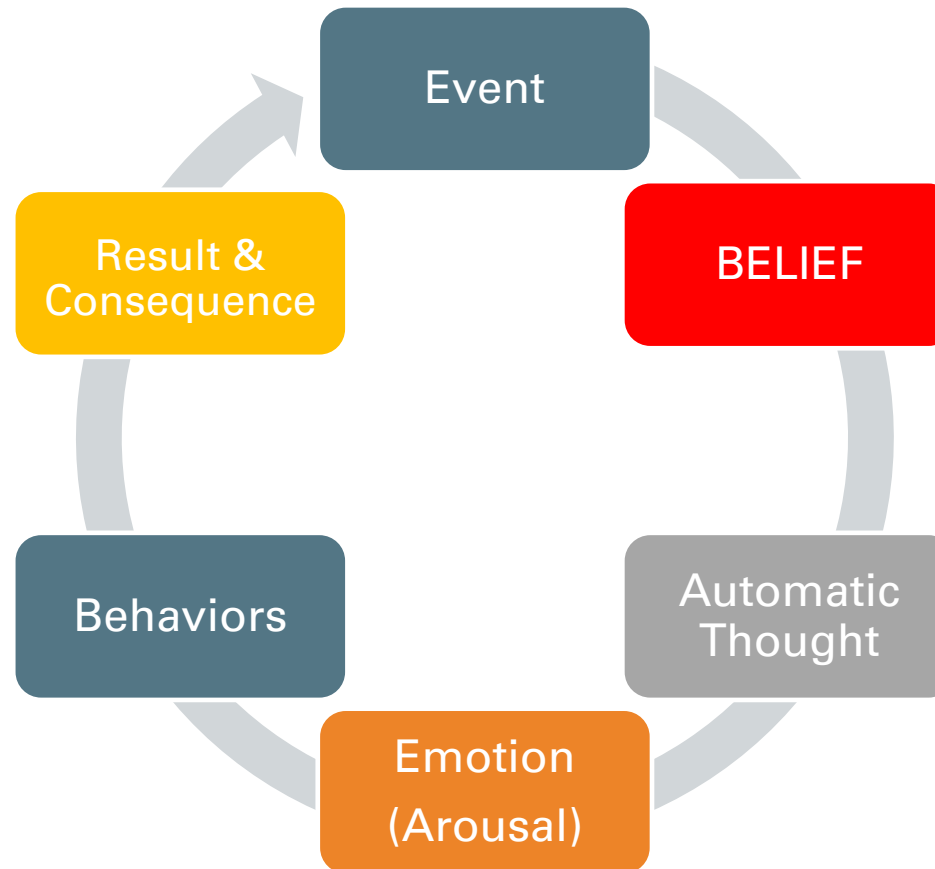 Event
BELIEF
Automatic
Thought
Emotion
(Arousal)
Behaviors
Result &
Consequence